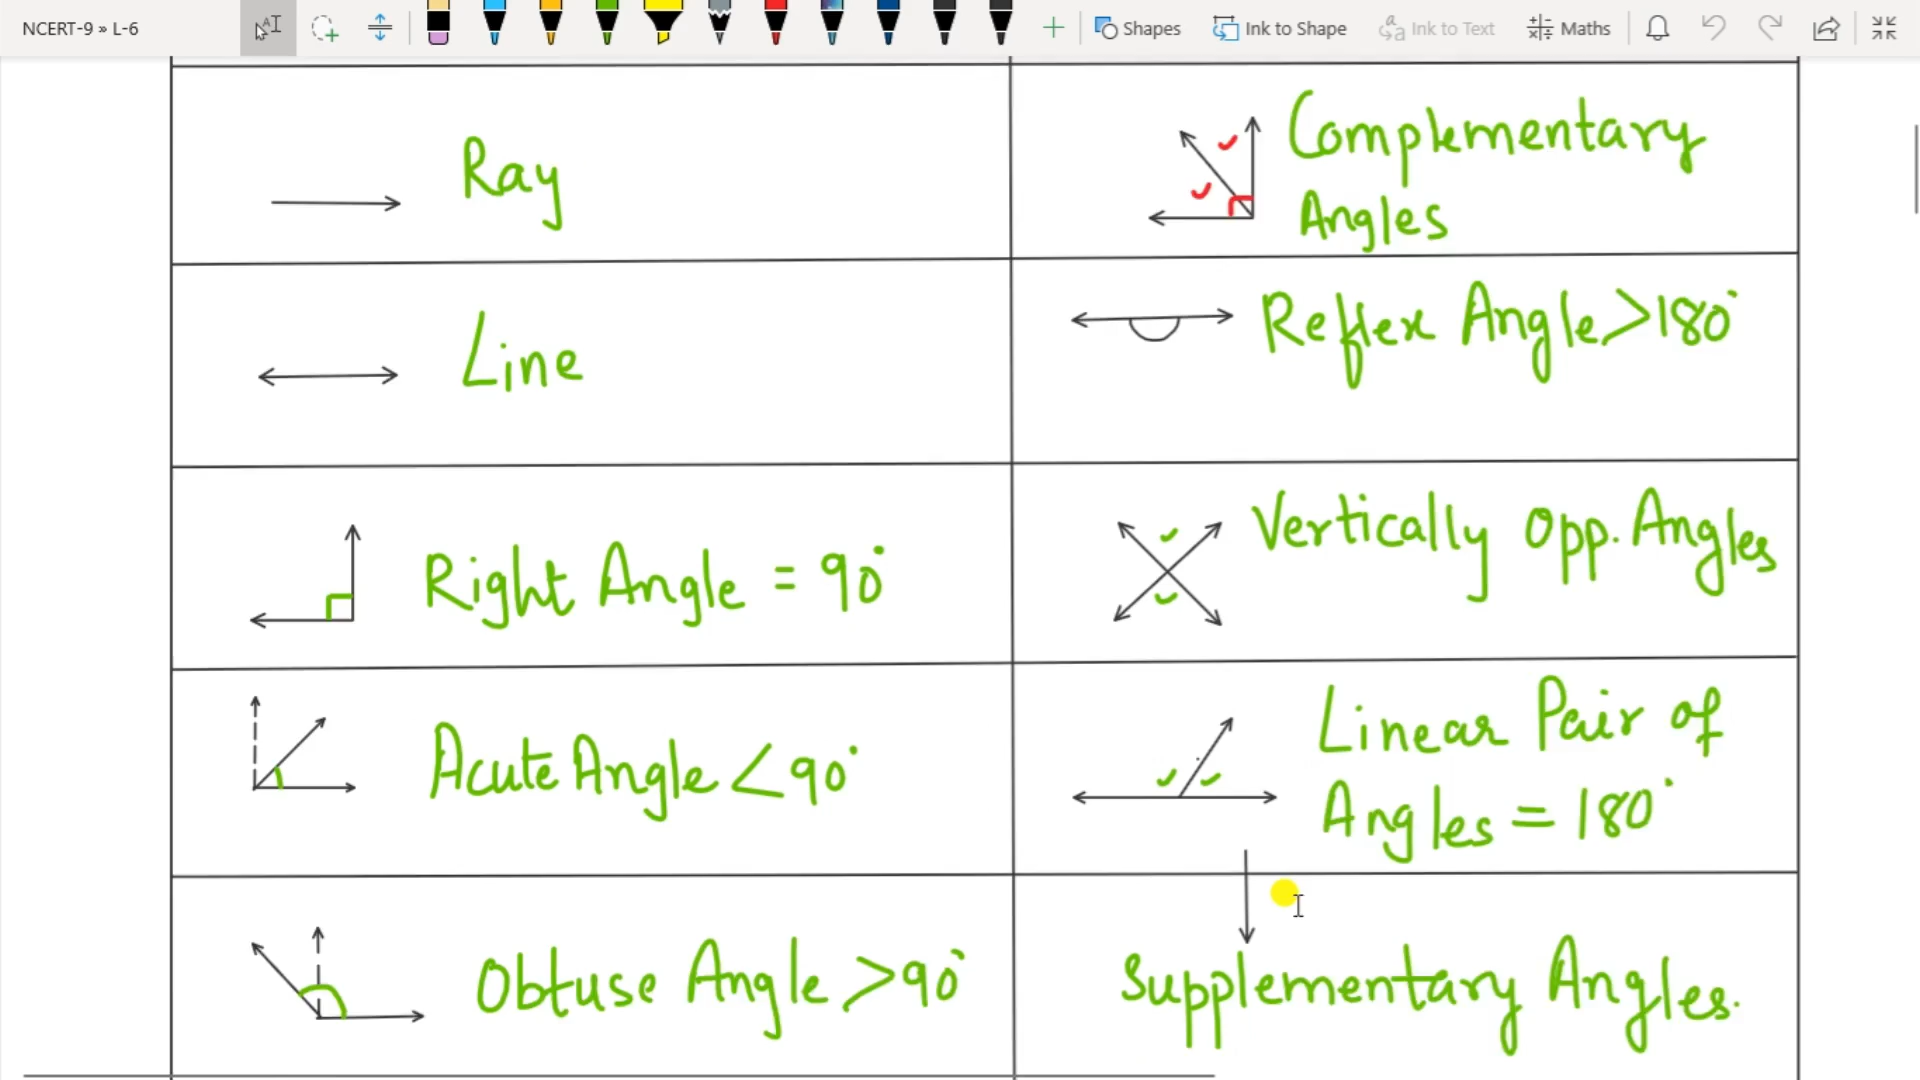 NCERT-9 » L-6
Shapes
Ink to Shape
Ink to Text
Maths
Ray
Line
Right Angle = 90°
Acute Angle < 90°
Obtuse Angle > 90°
Complementary
Angles
Reflex Angle > 180°
Vertically Opp. Angles
Linear Pair of
Angles = 180°
Supplementary Angles.